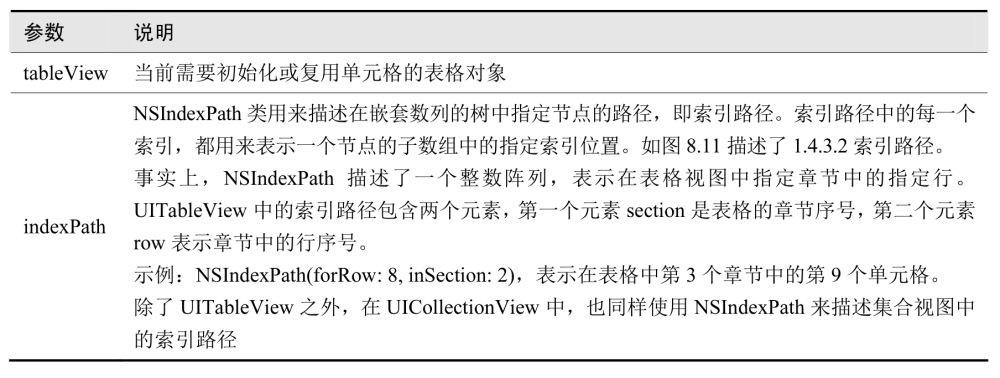 参数 说明
tableView 当前需要初始化或复用单元格的表格对象
NSIndexPath 类用来描述在嵌套数列的树中指定节点的路径，即索引路径。索引路径中的每一个
索引，都用来表示一个节点的子数组中的指定索引位置。如图 8.11 描述了 1.4.3.2 索引路径。
事实上，NSIndexPath 描述了一个整数阵列，表示在表格视图中指定章节中的指定行。
UITableView 中的索引路径包含两个元素，第一个元素 section 是表格的章节序号，第二个元素
indexPath
row 表示章节中的行序号。
示例：NSIndexPath(forRow: 8, inSection: 2)，表示在表格中第 3 个章节中的第 9 个单元格。
除了 UITableView 之外，在 UICollectionView 中，也同样使用 NSIndexPath 来描述集合视图中
的索引路径